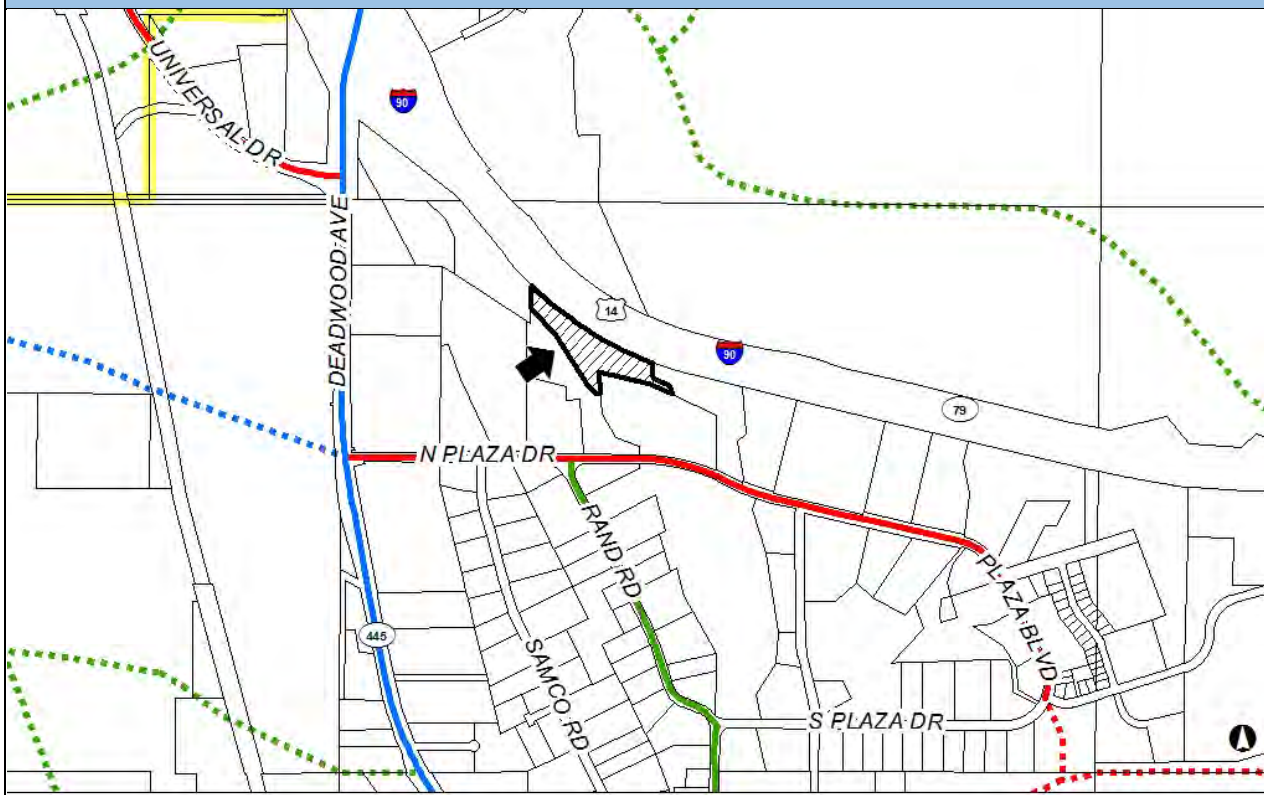 UNIVERSAL DR
90
DEADWOOD AVE
14
90
79
N PLAZA DR
RAND RD
PLAZA BLVD
445
SAMCO RD
S PLAZA DR